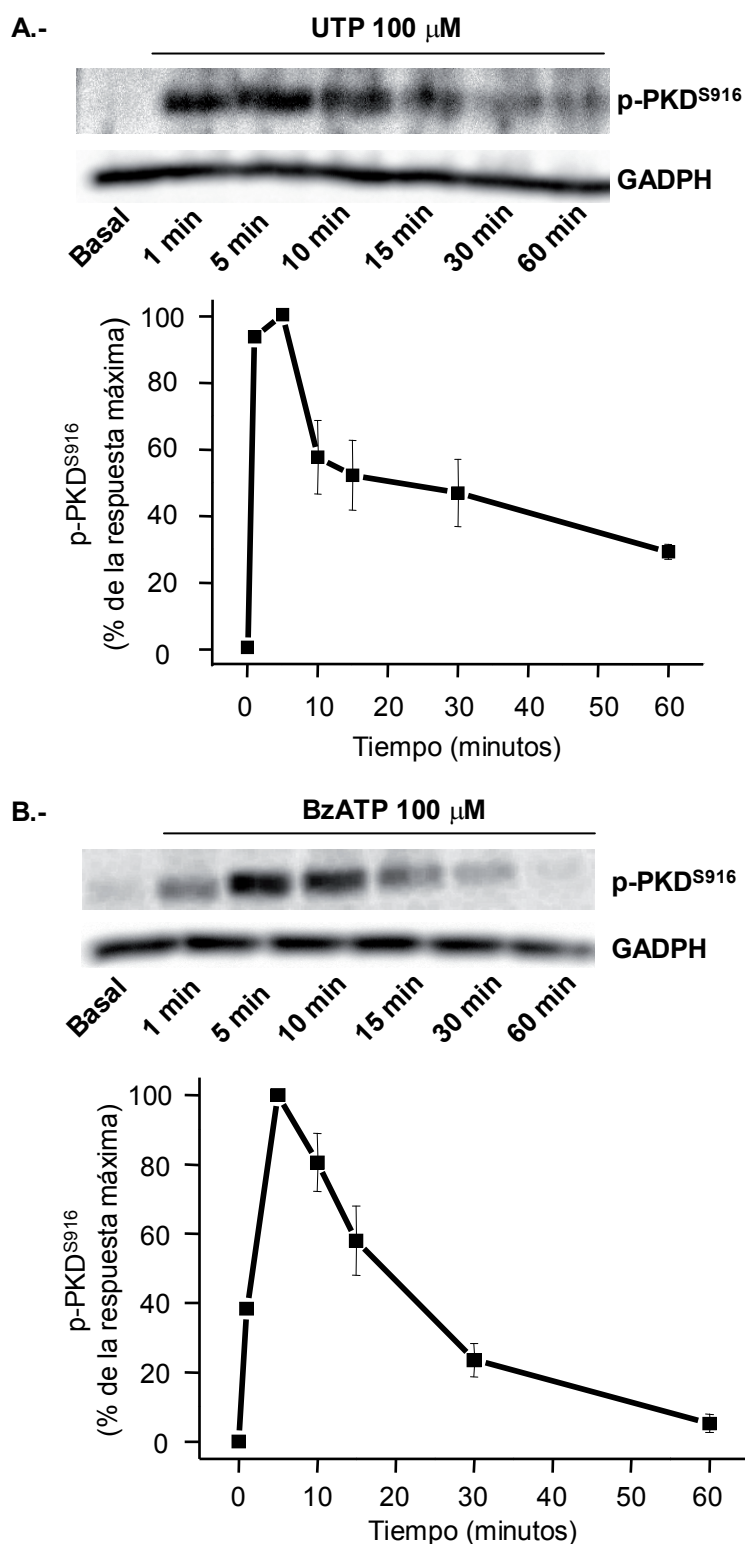 A.-
UTP 100 μM
p-PKDS916
GADPH
Basal 1 min 5 min 10 min 15 min 30 min 60 min
p-PKDS916
(% de la respuesta máxima)
100
80
60
40
20
0
0 10 20 30 40 50 60
Tiempo (minutos)
B.-
BzATP 100 μM
p-PKDS916
GADPH
Basal 1 min 5 min 10 min 15 min 30 min 60 min
p-PKDS916
(% de la respuesta máxima)
100
80
60
40
20
0
0 10 20 30 40 50 60
Tiempo (minutos)